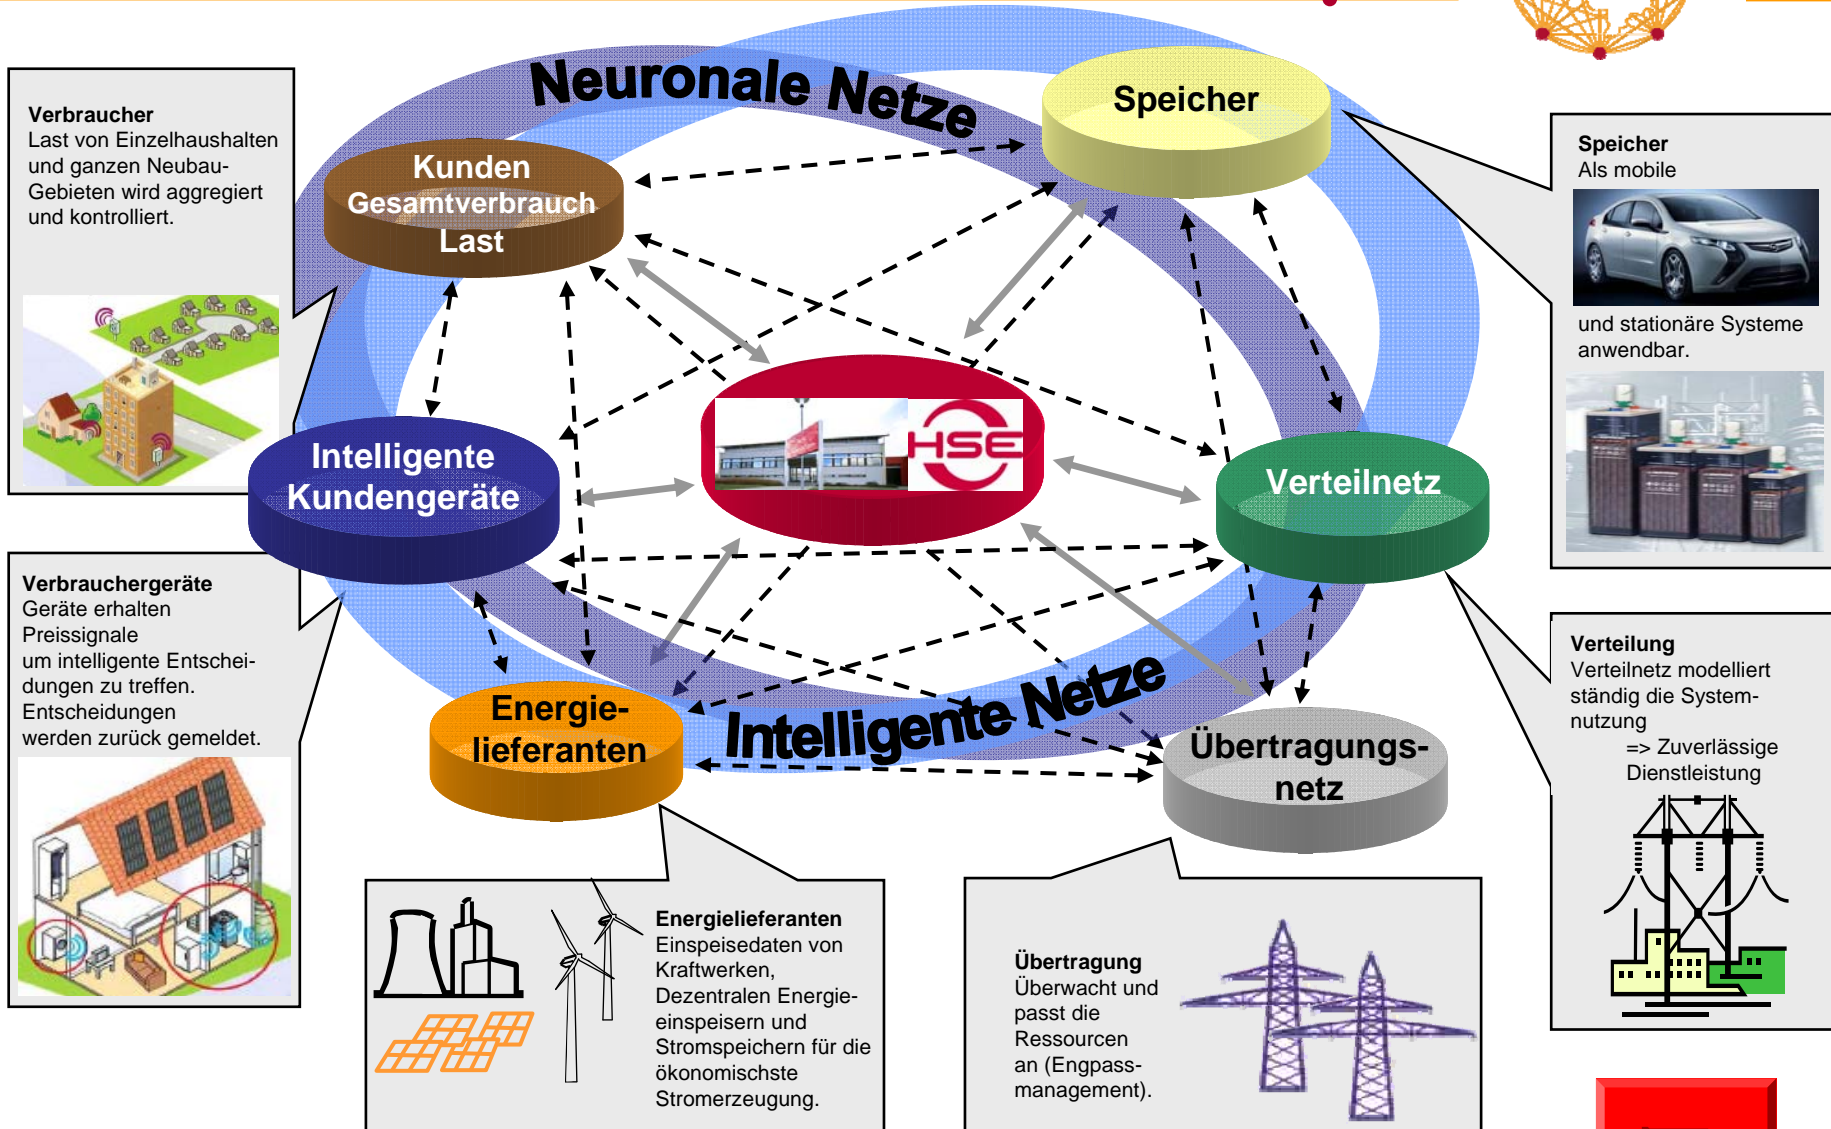 Neuronale Netze
Speicher
Verbraucher
Last von Einzelhaushalten
und ganzen Neubau-
Gebieten wird aggregiert
und kontrolliert.
Kunden
Gesamtverbrauch
Last
Speicher
Als mobile
und stationäre Systeme
anwendbar.
HSE
Intelligente
Kundengeräte
Verteilnetz
Verbrauchergeräte
Geräte erhalten
Preissignale
um intelligente Entschei-
dungen zu treffen.
Entscheidungen
werden zurück gemeldet.
Verteilung
Verteilnetz modelliert
ständig die System-
nutzung
=> Zuverlässige
Dienstleistung
Intelligente Netze
Energie-
lieferanten
Übertragungs-
netz
Energielieferanten
Einspeisedaten von
Kraftwerken,
Dezentralen Energie-
einspeisern und
Stromspeichern für die
ökonomischste
Stromerzeugung.
Übertragung
Überwacht und
passt die
Ressourcen
an (Engpass-
management).